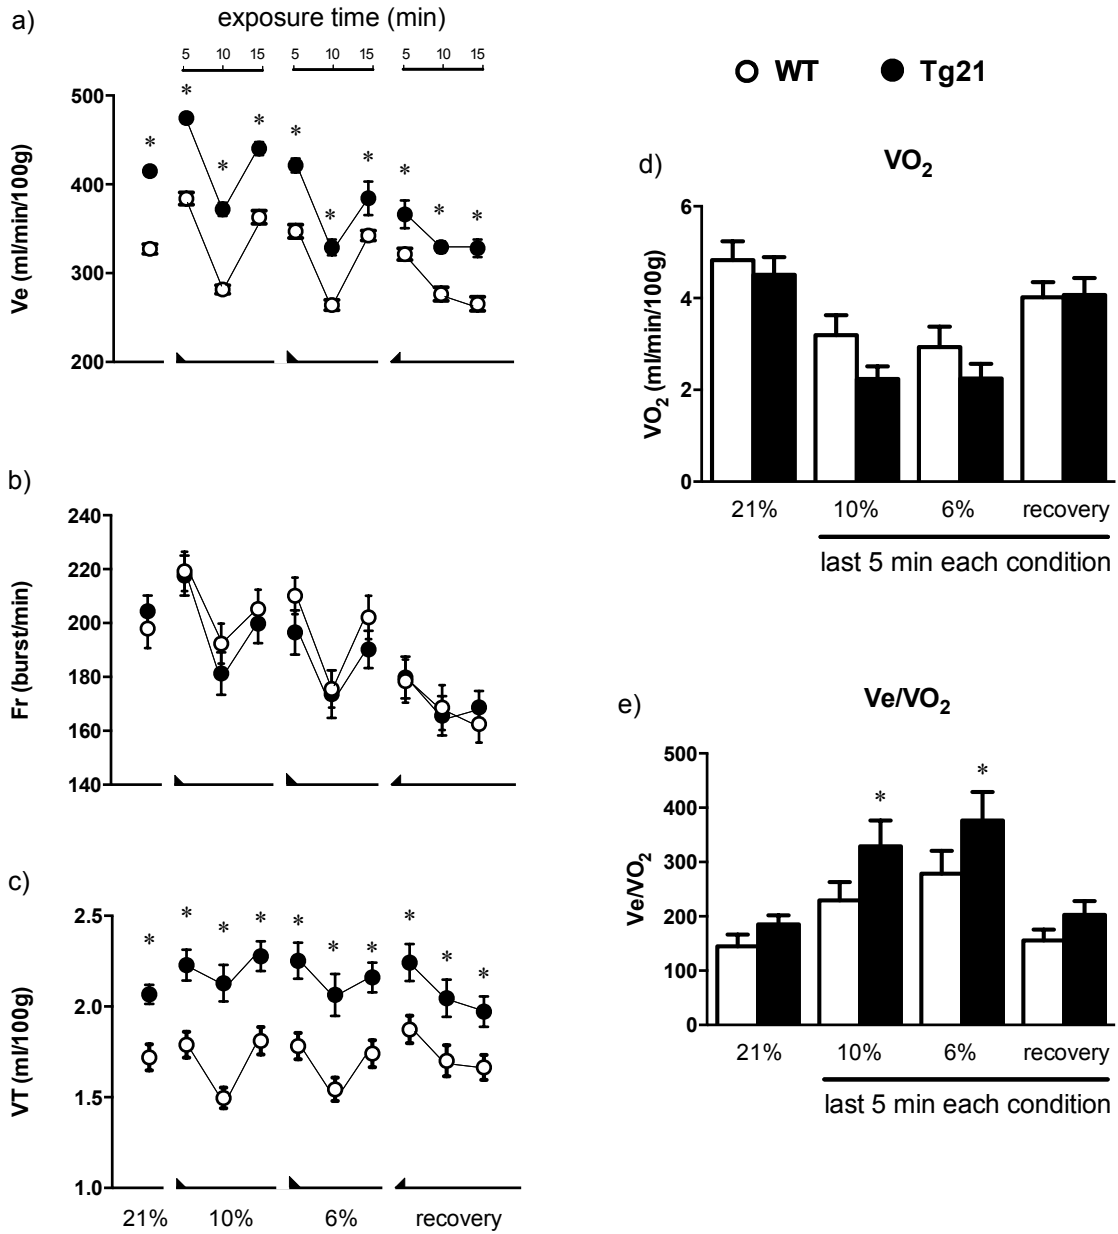 a)
exposure time (min)
5 10 15 5 10 15 5 10 15
500
400
300
200
Ve (ml/min/100g)
* * * * * * * * * *
b)
240
220
200
180
160
140
Fr (burst/min)
c)
2.5
2.0
1.5
1.0
VT (ml/100g)
* * * * * * * * * *
21% 10% 6% recovery
WT Tg21
d)
VO2
6
4
2
0
VO2 (ml/min/100g)
21% 10% 6% recovery
last 5 min each condition
e)
Ve/VO2
500
400
300
200
100
0
Ve/VO2
* *
21% 10% 6% recovery
last 5 min each condition